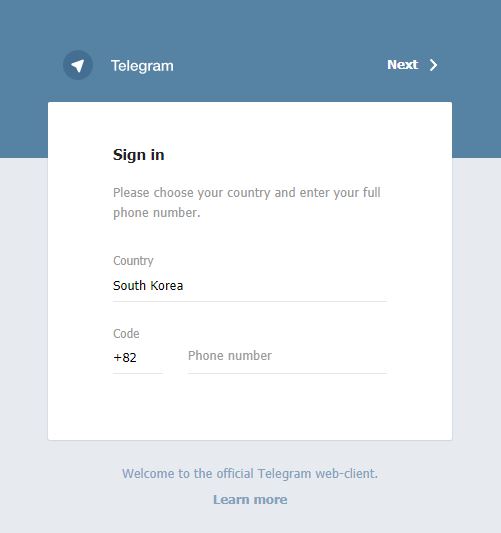 Telegram
Next
Sign in
Please choose your country and enter your full
phone number.
Country
South Korea
Code
+82
Phone number
Welcome to the official Telegram web-client.
Learn more